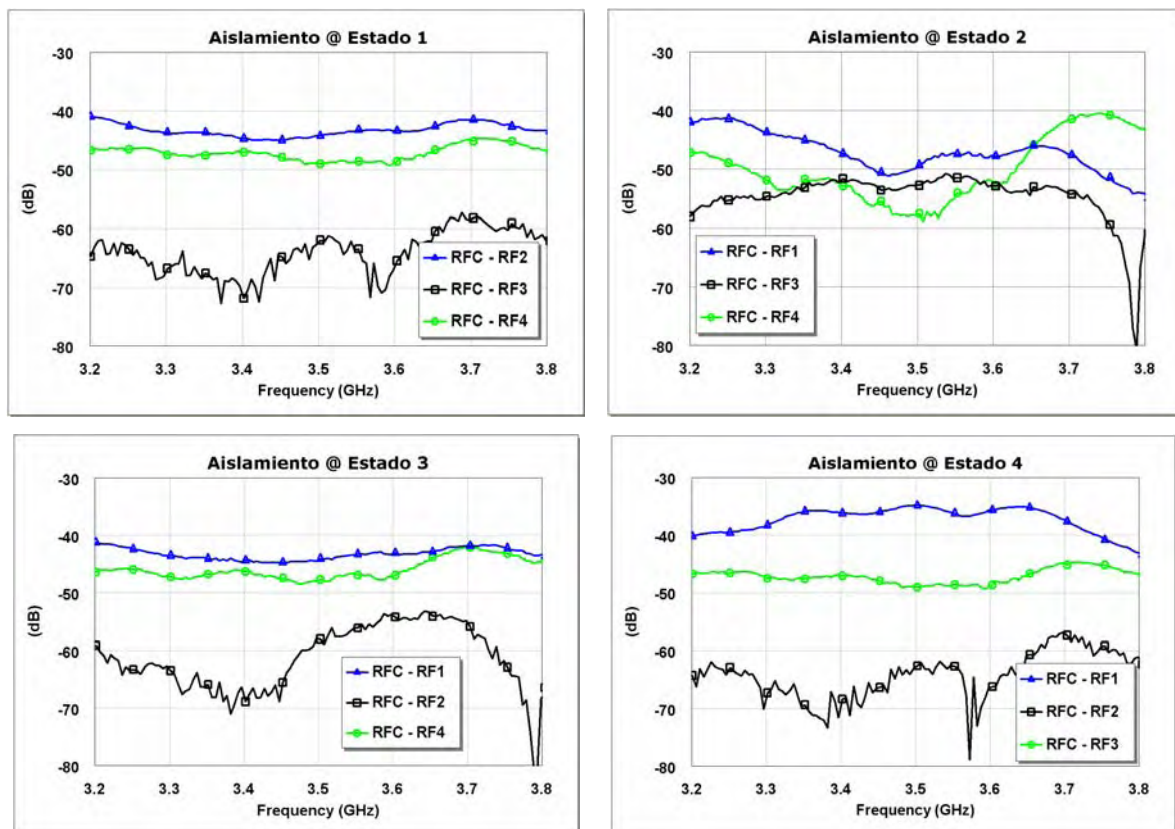 Aislamiento @ Estado 1
-30
-40
-50
-60
-70
-80
(dB)
RFC - RF2
RFC - RF3
RFC - RF4
3.2 3.3 3.4 3.5 3.6 3.7 3.8
Frequency (GHz)
Aislamiento @ Estado 2
-30
-40
-50
-60
-70
-80
(dB)
RFC - RF1
RFC - RF3
RFC - RF4
3.2 3.3 3.4 3.5 3.6 3.7 3.8
Frequency (GHz)
Aislamiento @ Estado 3
-30
-40
-50
-60
-70
-80
(dB)
RFC - RF1
RFC - RF2
RFC - RF4
3.2 3.3 3.4 3.5 3.6 3.7 3.8
Frequency (GHz)
Aislamiento @ Estado 4
-30
-40
-50
-60
-70
-80
(dB)
RFC - RF1
RFC - RF2
RFC - RF3
3.2 3.3 3.4 3.5 3.6 3.7 3.8
Frequency (GHz)